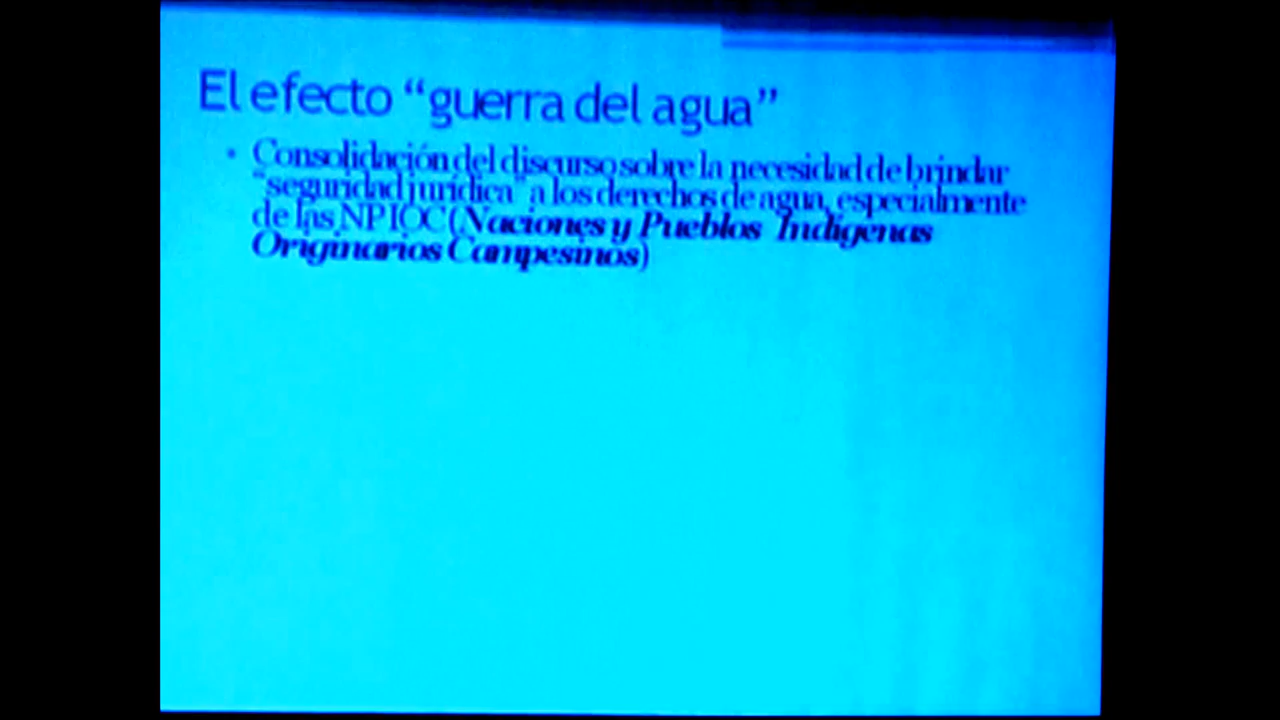 El efecto “guerra del agua”
• Consolidación del discurso sobre la necesidad de brindar
“seguridad jurídica” a los derechos de agua, especialmente
de las NPIOC (Naciones y Pueblos Indígenas
Originarios Campesinos)